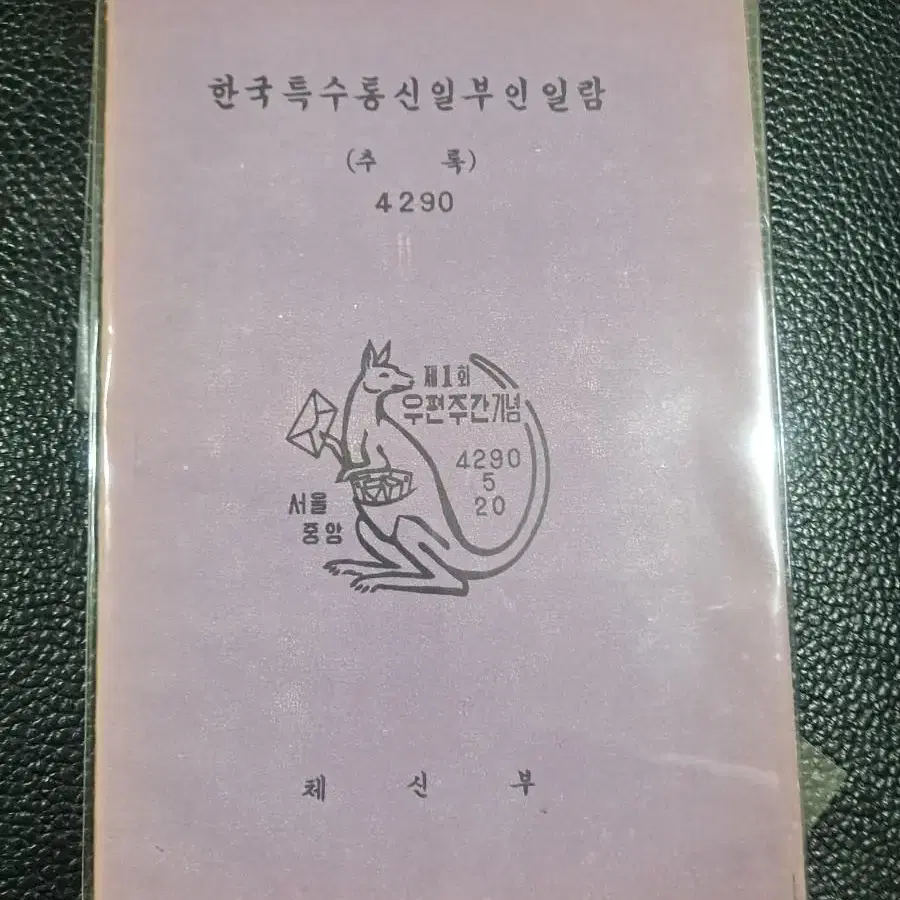 한국특수통신일부인일람
(추 록)
4290
제1회
우편주간기념
4290
5
20
서울
중앙
체 신 부